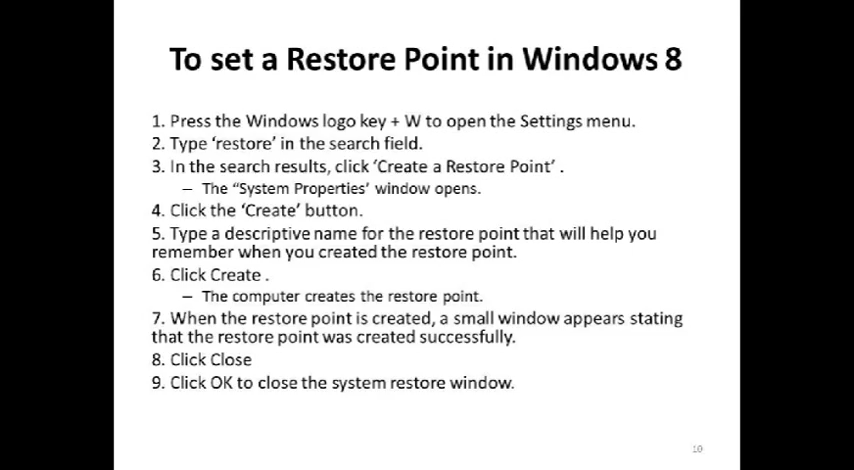 To set a Restore Point in Windows 8
1. Press the Windows logo key + W to open the Settings menu.
2. Type ‘restore’ in the search field.
3. In the search results, click ‘Create a Restore Point’ .
– The “System Properties’ window opens.
4. Click the ‘Create’ button.
5. Type a descriptive name for the restore point that will help you
remember when you created the restore point.
6. Click Create .
– The computer creates the restore point.
7. When the restore point is created, a small window appears stating
that the restore point was created successfully.
8. Click Close
9. Click OK to close the system restore window.
10